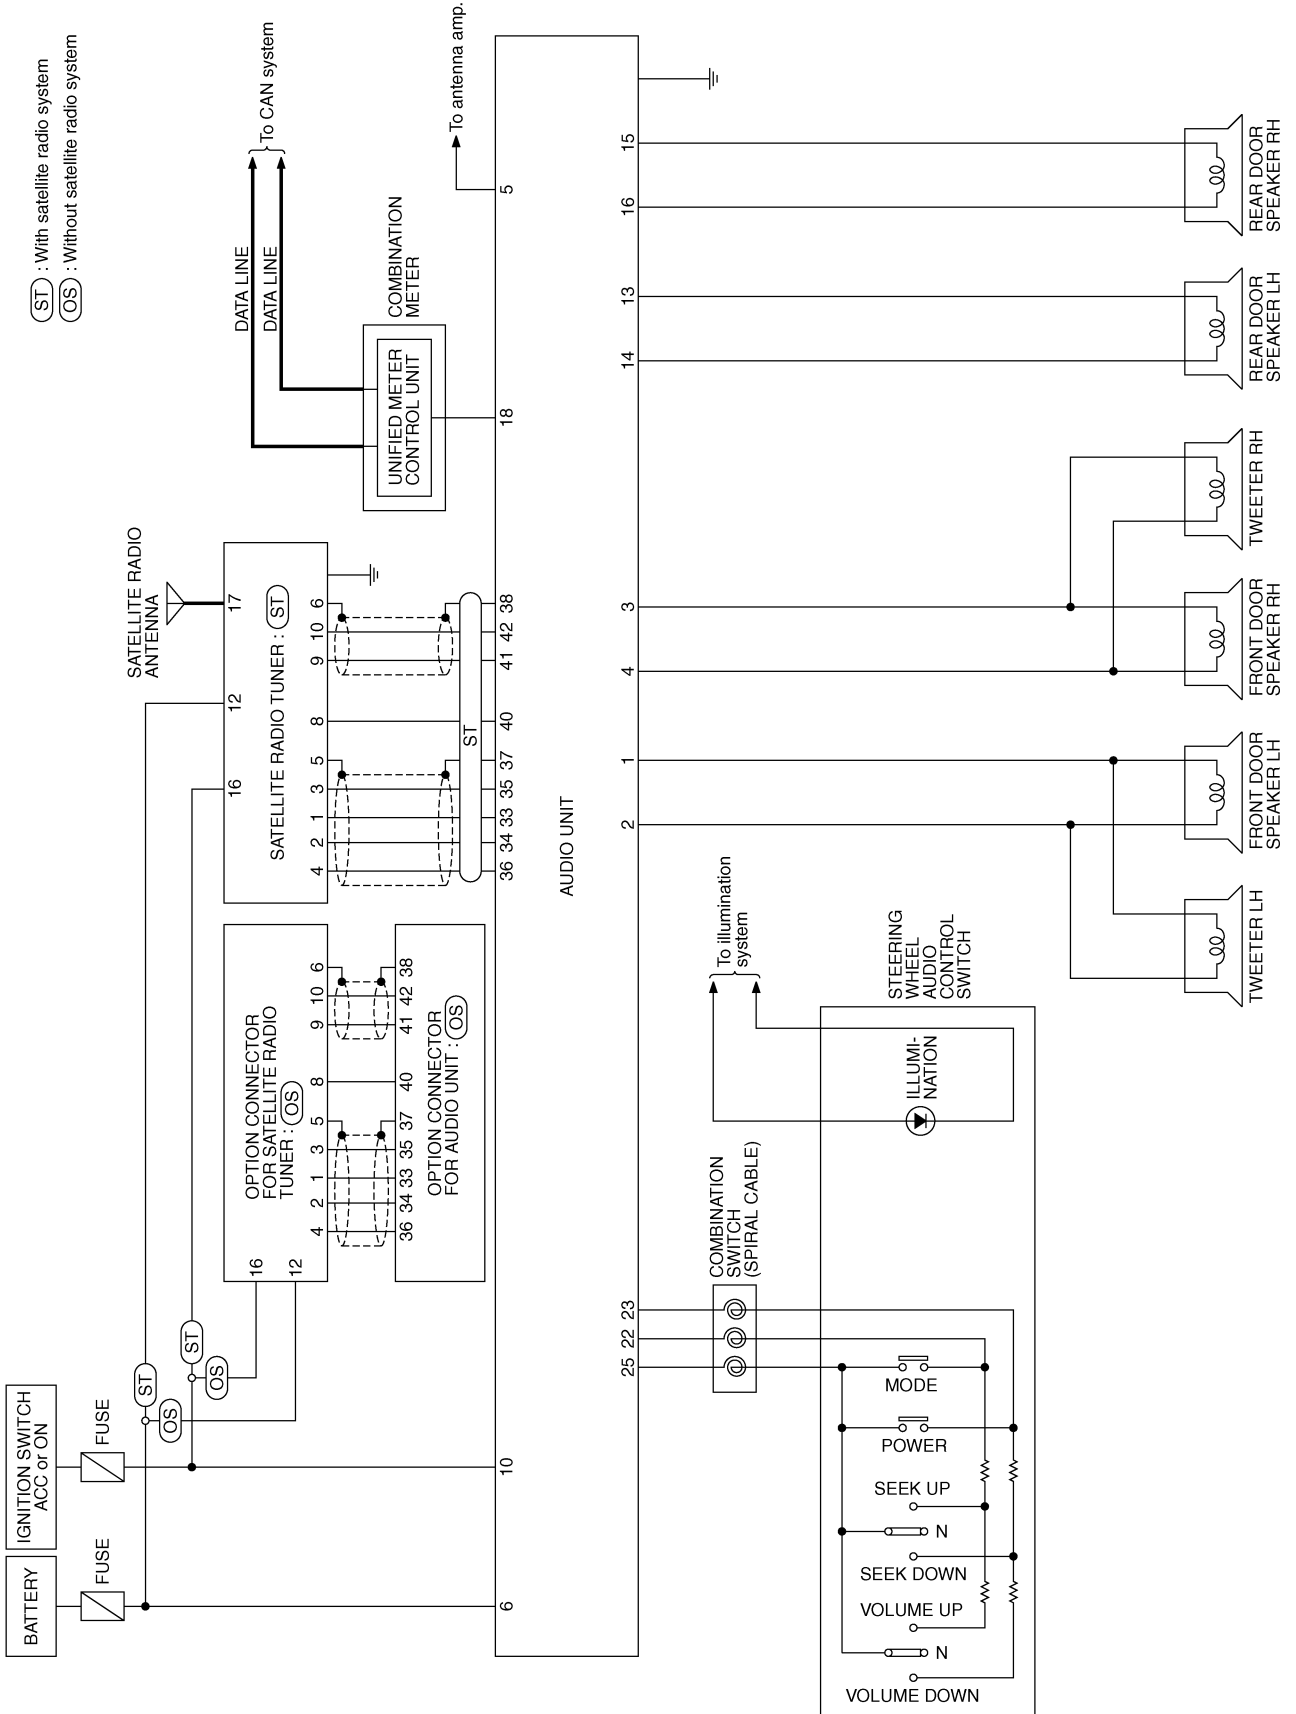 ST : With satellite radio system
OS : Without satellite radio system
To CAN system
DATA LINE
DATA LINE
To antenna amp.
5
COMBINATION
METER
UNIFIED METER
CONTROL UNIT
18
SATELLITE RADIO
ANTENNA
17
12
16
SATELLITE RADIO TUNER : ST
6
10
9
8
5
3
1
2
4
ST
38
42
41
40
37
35
33
34
36
AUDIO UNIT
OPTION CONNECTOR
FOR SATELLITE RADIO
TUNER : OS
6
10
9
8
5
3
1
2
4
16
12
38
42
41
40
37
35
33
34
36
OPTION CONNECTOR
FOR AUDIO UNIT : OS
ST
OS
ST
OS
IGNITION SWITCH
ACC or ON
FUSE
10
BATTERY
FUSE
6
15
16
13
14
3
4
1
2
23
22
25
REAR DOOR
SPEAKER RH
REAR DOOR
SPEAKER LH
TWEETER RH
FRONT DOOR
SPEAKER RH
FRONT DOOR
SPEAKER LH
TWEETER LH
To illumination
system
STEERING
WHEEL
AUDIO
CONTROL
SWITCH
ILLUMI-
NATION
COMBINATION
SWITCH
(SPIRAL CABLE)
MODE
POWER
SEEK UP
N
SEEK DOWN
VOLUME UP
N
VOLUME DOWN